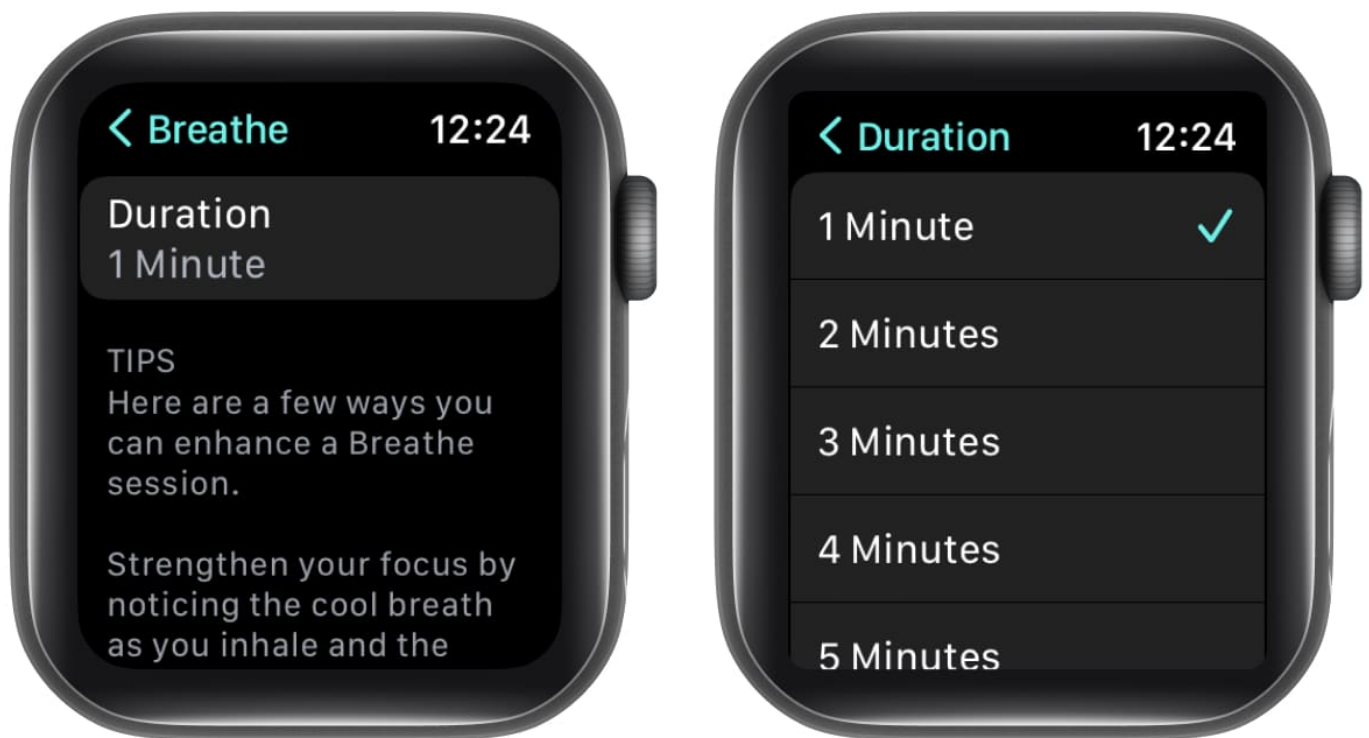 Breathe
12:24
Duration
1 Minute
TIPS
Here are a few ways you
can enhance a Breathe
session.
Strengthen your focus by
noticing the cool breath
as you inhale and the
Duration
12:24
1 Minute
2 Minutes
3 Minutes
4 Minutes
5 Minutes